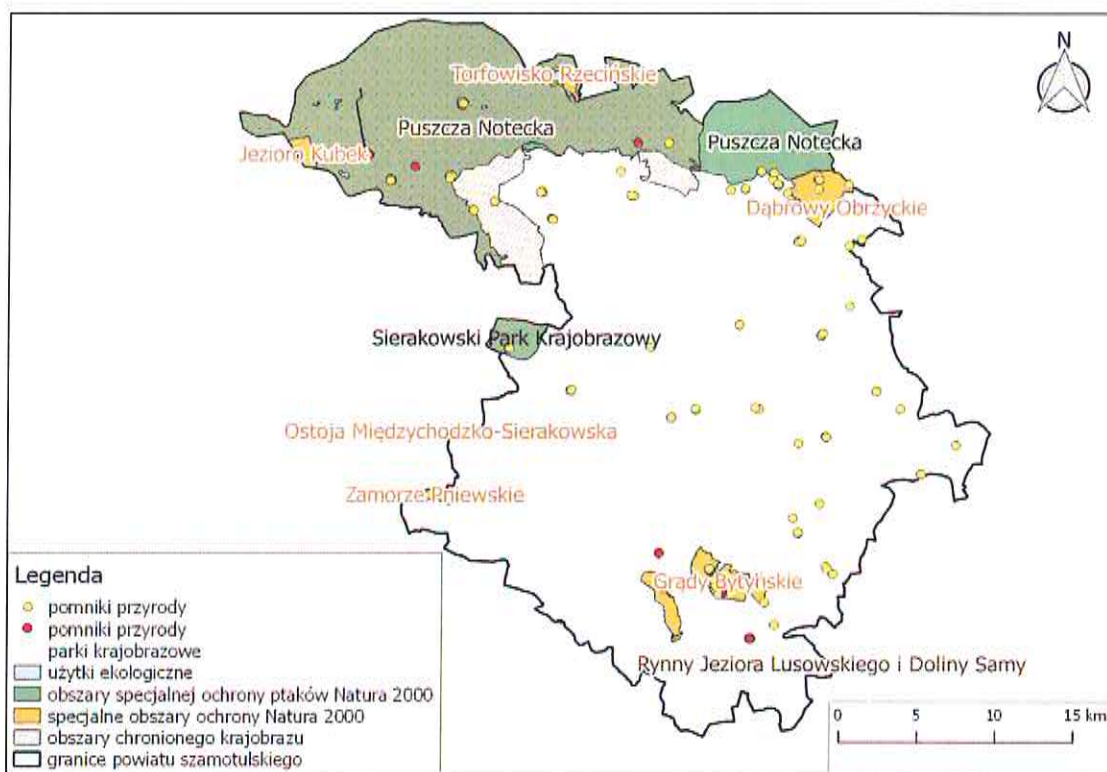 N
Torfowisko Rzecińskie
Puszcza Notecka
Puszcza Notecka
Jezioro Kubek
Dąbrowy Obrzyckie
Sierakowski Park Krajobrazowy
Ostoja Międzychodzko-Sierakowska
Zamorze Pniewskie
Grądy Bytyńskie
Rynny Jeziora Lusowskiego i Doliny Samy
Legenda
pomniki przyrody
pomniki przyrody
parki krajobrazowe
użytki ekologiczne
obszary specjalnej ochrony ptaków Natura 2000
specjalne obszary ochrony Natura 2000
obszary chronionego krajobrazu
granice powiatu szamotulskiego
0 5 10 15 km